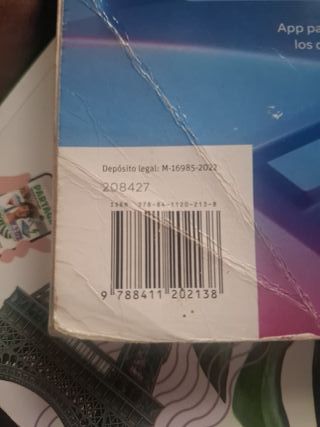 App pa
los
Depósito legal: M-16985-2022
208427
ISBN 978-84-1120-213-8
9 788411 202138